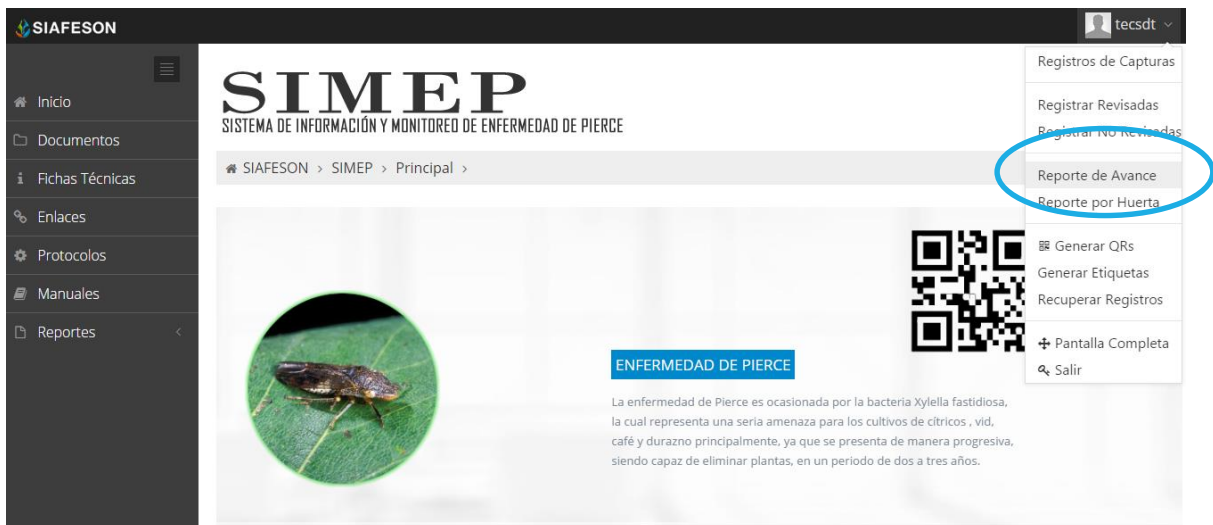 SIAFESON
tecsdt
Inicio
Documentos
Fichas Técnicas
Enlaces
Protocolos
Manuales
Reportes
SIMEP
SISTEMA DE INFORMACIÓN Y MONITOREO DE ENFERMEDAD DE PIERCE
SIAFESON > SIMEP > Principal >
Registros de Capturas
Registrar Revisadas
Registrar No Revisadas
Reporte de Avance
Reporte por Huerta
Generar QRs
Generar Etiquetas
Recuperar Registros
Pantalla Completa
Salir
ENFERMEDAD DE PIERCE
La enfermedad de Pierce es ocasionada por la bacteria Xylella fastidiosa,
la cual representa una seria amenaza para los cultivos de cítricos , vid,
café y durazno principalmente, ya que se presenta de manera progresiva,
siendo capaz de eliminar plantas, en un periodo de dos a tres años.